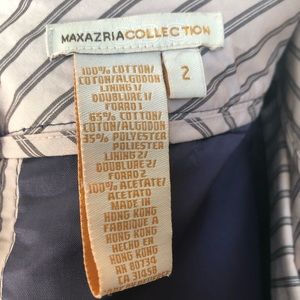 MAXAZRIACOLLECTION
2
100% COTTON/
COTON/ALGODON
LINING 1/
DOUBLURE 1/
FORRO 1
65% COTTON/
COTON/ALGODON
35% POLYESTER
POLIESTER
LINING 2/
DOUBLURE 2/
FORRO 2
100% ACETATE/
ACETATO
MADE IN
HONG KONG
FABRIQUE A
HONG KONG
HECHO EN
HONG KONG
RN 80734
CA 31458